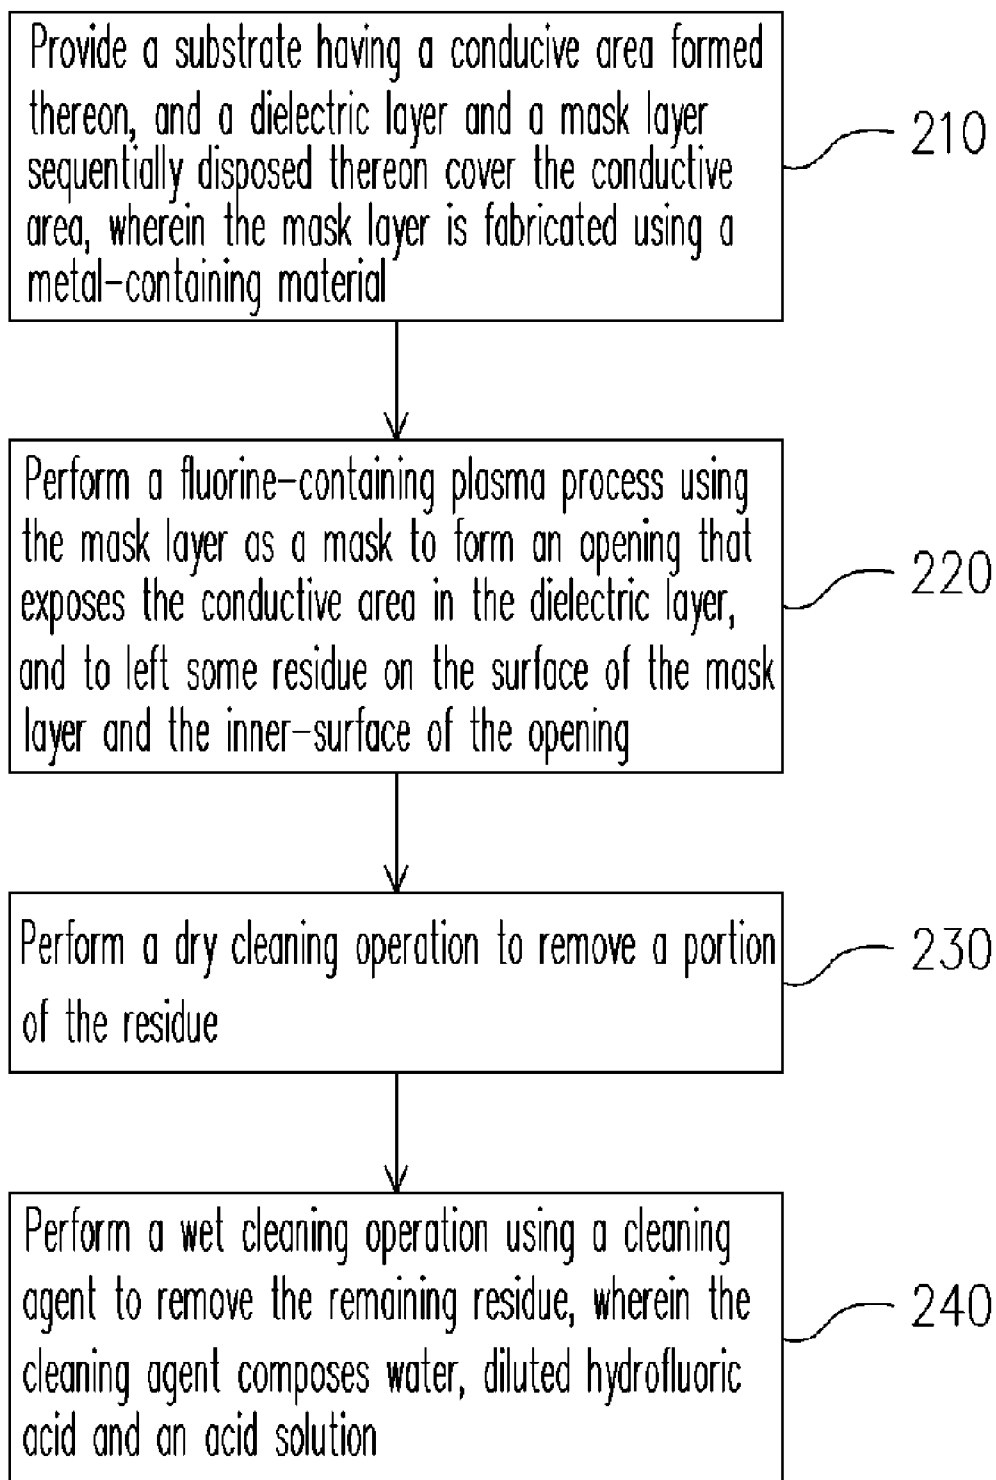 Provide a substrate having a conducive area formed
thereon, and a dielectric layer and a mask layer
sequentially disposed thereon cover the conductive
area, wherein the mask layer is fabricated using a
metal-containing material
210
Perform a fluorine-containing plasma process using
the mask layer as a mask to form an opening that
exposes the conductive area in the dielectric layer,
and to left some residue on the surface of the mask
layer and the inner-surface of the opening
220
Perform a dry cleaning operation to remove a portion
of the residue
230
Perform a wet cleaning operation using a cleaning
agent to remove the remaining residue, wherein the
cleaning agent composes water, diluted hydrofluoric
acid and an acid solution
240